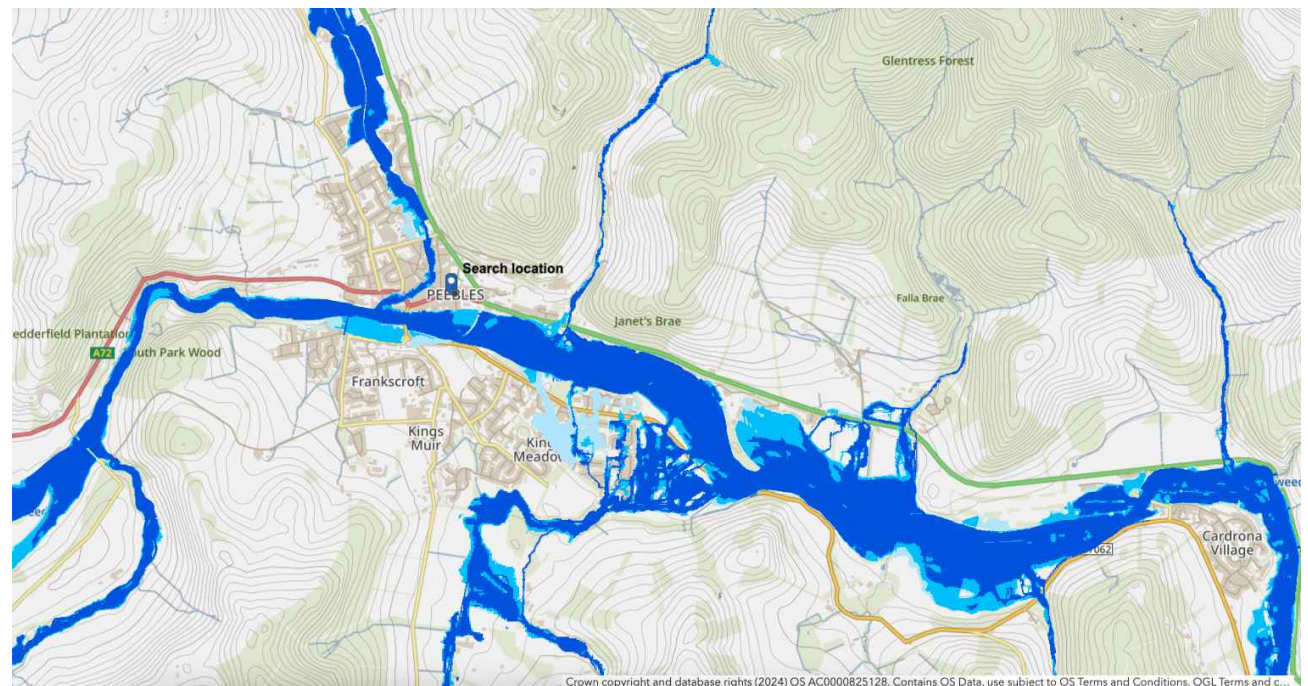 Glentress Forest
Search location
PEEBLES
Falla Brae
Janet's Brae
edderfield Plantation
A72
outh Park Wood
Frankscroft
Kings
Muir
King
Meado
Cardrona
Village
Crown copyright and database rights (2024) OS AC0000825128. Contains OS Data, use subject to OS Terms and Conditions. OGL Terms and c...